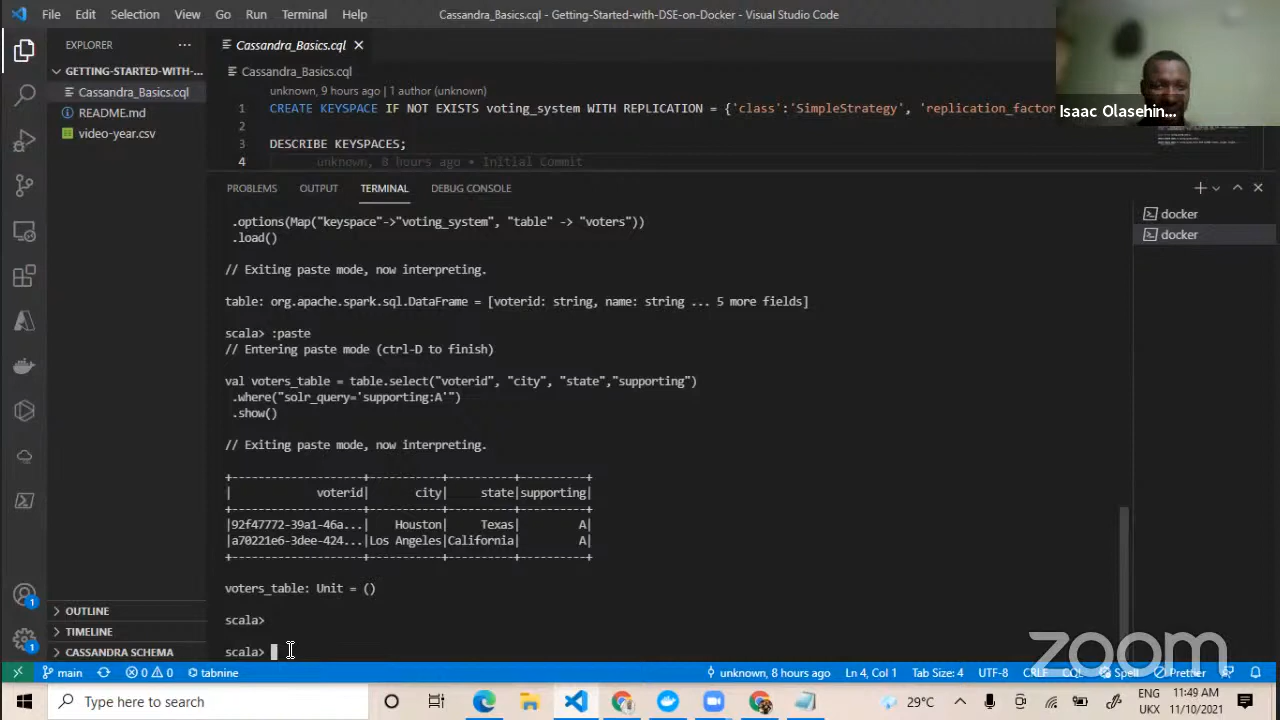 File Edit Selection View Go Run Terminal Help Cassandra_Basics.cql - Getting-Started-with-DSE-on-Docker - Visual Studio Code
EXPLORER ···
Cassandra_Basics.cql
GETTING-STARTED-WITH-...
Cassandra_Basics.cql
README.md
video-year.csv
Cassandra_Basics.cql
unknown, 9 hours ago | 1 author (unknown)
1 CREATE KEYSPACE IF NOT EXISTS voting_system WITH REPLICATION = {'class':'SimpleStrategy', 'replication_factor
2
3 DESCRIBE KEYSPACES;
4 unknown, 8 hours ago • Initial Commit
Isaac Olasehin...
PROBLEMS OUTPUT TERMINAL DEBUG CONSOLE
docker
docker
.options(Map("keyspace"->"voting_system", "table" -> "voters"))
.load()
// Exiting paste mode, now interpreting.
table: org.apache.spark.sql.DataFrame = [voterid: string, name: string ... 5 more fields]
scala> :paste
// Entering paste mode (ctrl-D to finish)
val voters_table = table.select("voterid", "city", "state","supporting")
.where("solr_query='supporting:A'")
.show()
// Exiting paste mode, now interpreting.
+--------------------+-----------+----------+----------+
|             voterid|       city|     state|supporting|
+--------------------+-----------+----------+----------+
|92f47772-39a1-46a...|    Houston|     Texas|         A|
|a70221e6-3dee-424...|Los Angeles|California|         A|
+--------------------+-----------+----------+----------+
voters_table: Unit = ()
scala>
scala>
OUTLINE
TIMELINE
CASSANDRA SCHEMA
1
1
zoom
main 0 0 tabnine unknown, 8 hours ago Ln 4, Col 1 Tab Size: 4 UTF-8 CQL Spell Prettier
Type here to search
29°C
ENG
UKX
11:49 AM
11/10/2021